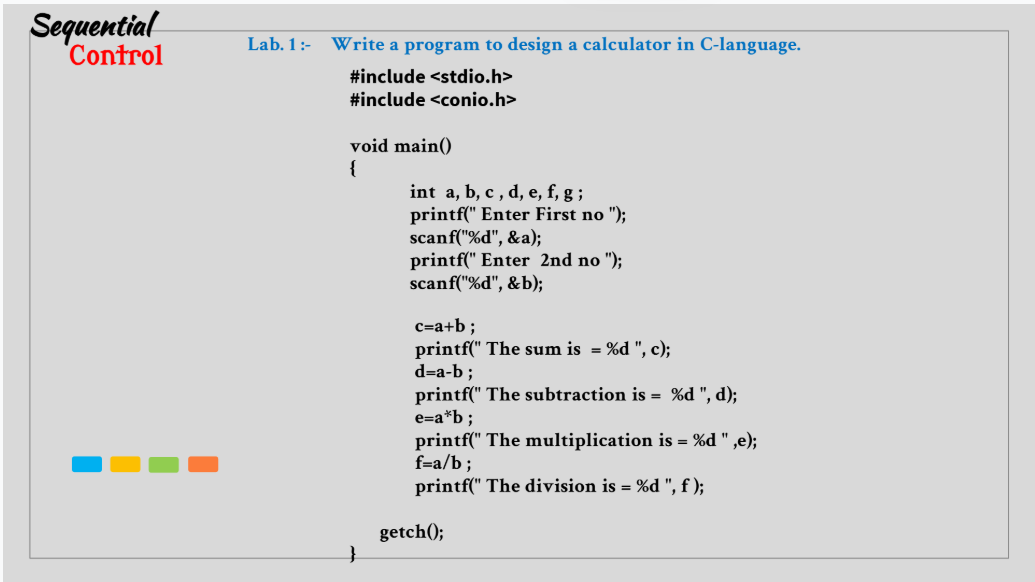 Sequential
Control
Lab. 1 :- Write a program to design a calculator in C-language.
#include <stdio.h>
#include <conio.h>
void main()
{
int a, b, c , d, e, f, g ;
printf(" Enter First no ");
scanf("%d", &a);
printf(" Enter 2nd no ");
scanf("%d", &b);
c=a+b ;
printf(" The sum is = %d ", c);
d=a-b ;
printf(" The subtraction is = %d ", d);
e=a*b ;
printf(" The multiplication is = %d " ,e);
f=a/b ;
printf(" The division is = %d ", f );
getch();
}